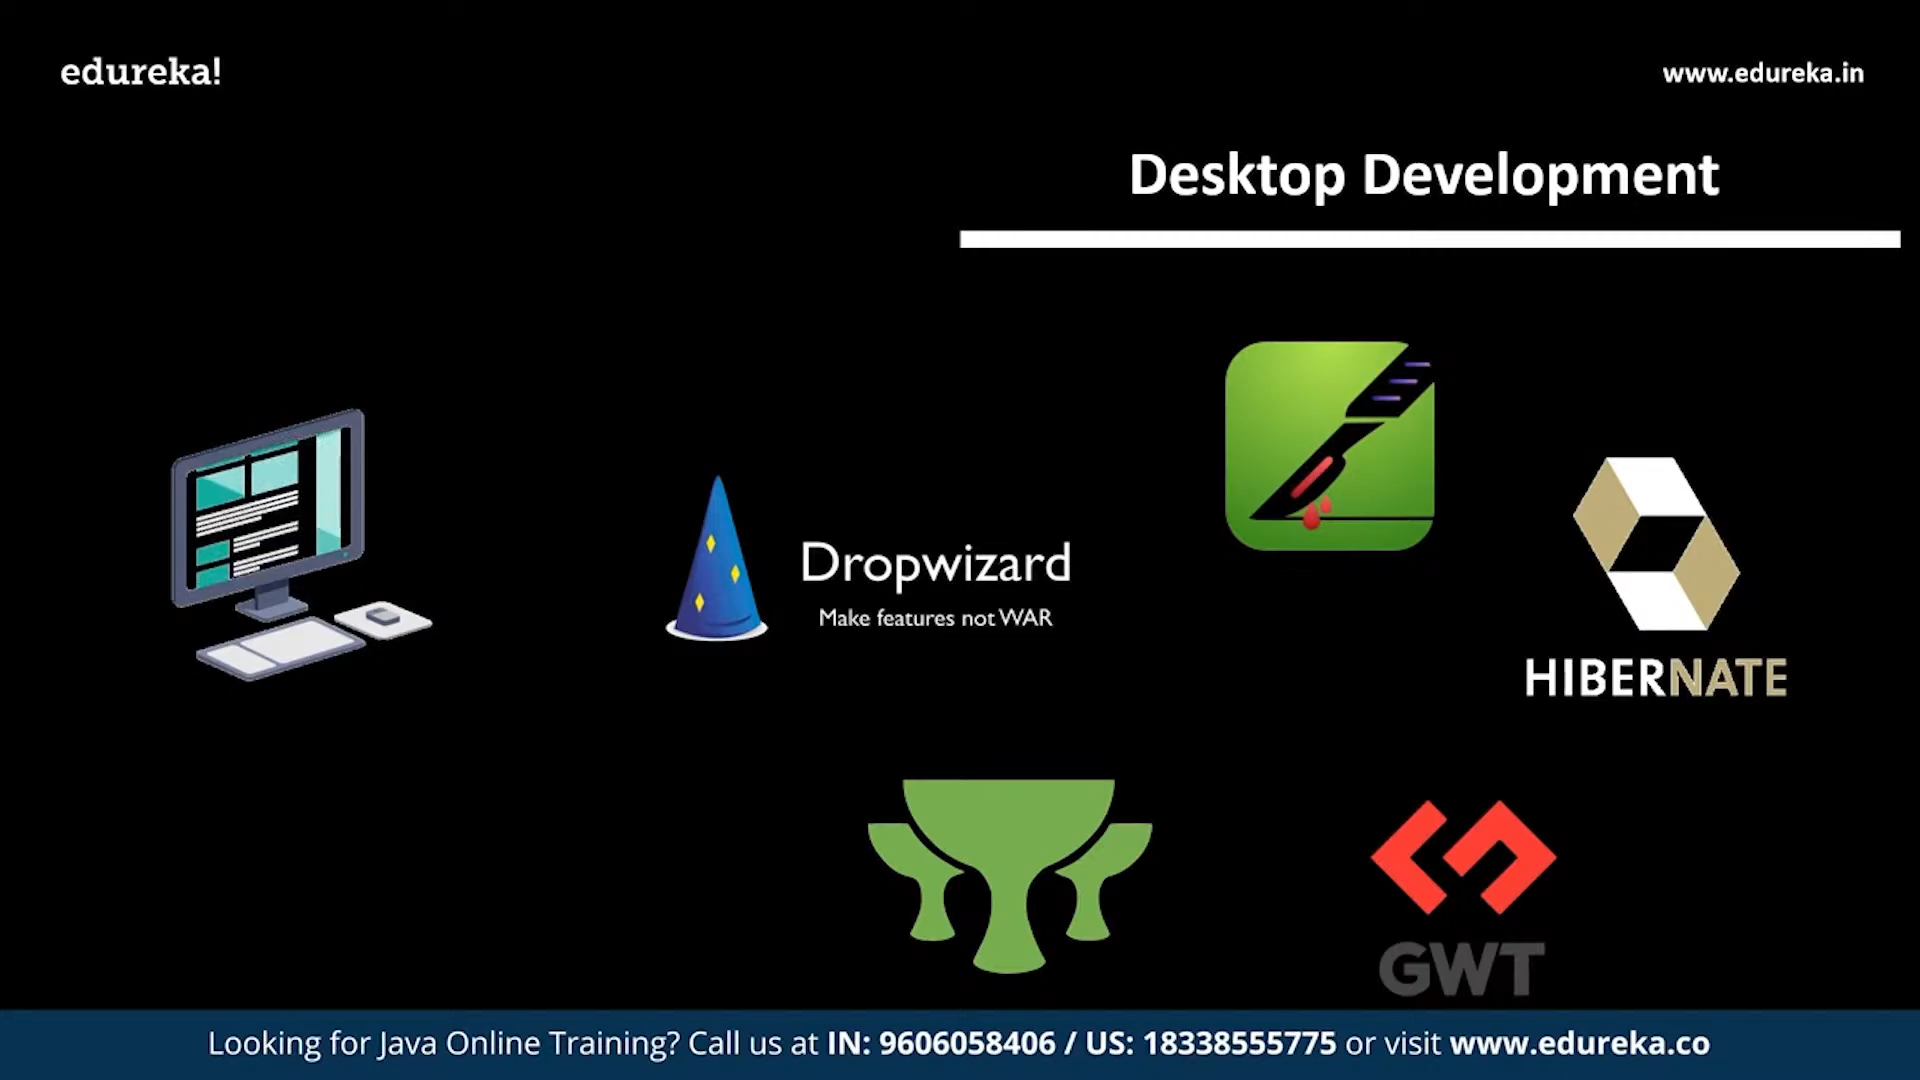 edureka!
www.edureka.in
Desktop Development
Dropwizard
Make features not WAR
HIBERNATE
GWT
Looking for Java Online Training? Call us at IN: 9606058406 / US: 18338555775 or visit www.edureka.co